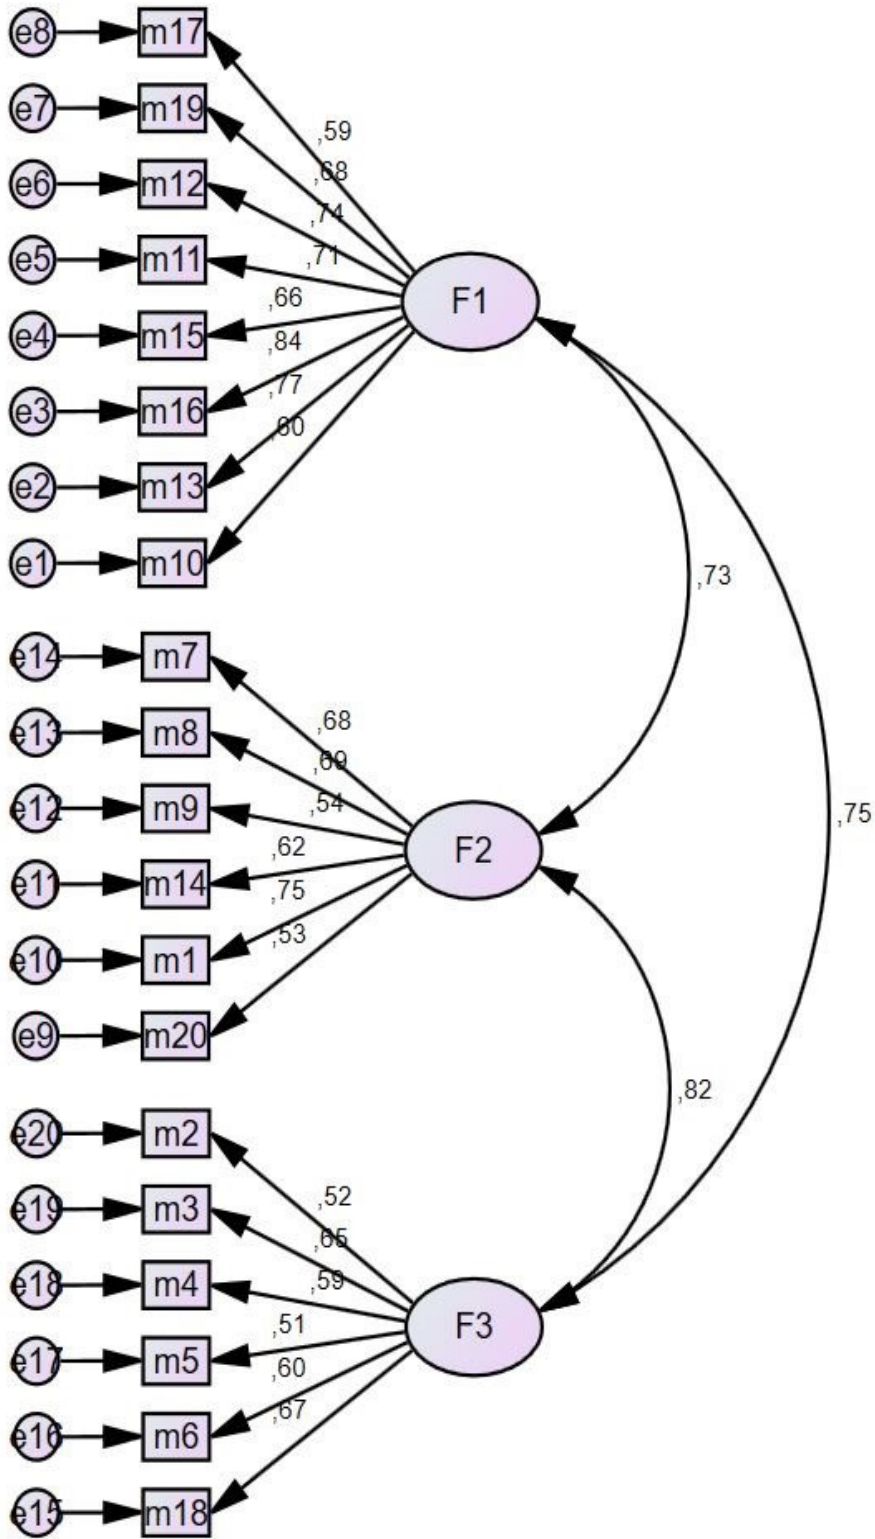 e8 m17
e7 m19
,59
e6 m12
,68
,74
e5 m11
,71
,66
F1
e4 m15
,84
,77
e3 m16
,60
e2 m13
e1 m10
,73
e14 m7
,68
e13 m8
,69
e12 m9
,54
,75
,62
F2
e11 m14
,75
,53
e10 m1
e9 m20
,82
e20 m2
,52
e19 m3
,65
e18 m4
,59
,51
F3
e17 m5
,60
,67
e16 m6
e15 m18